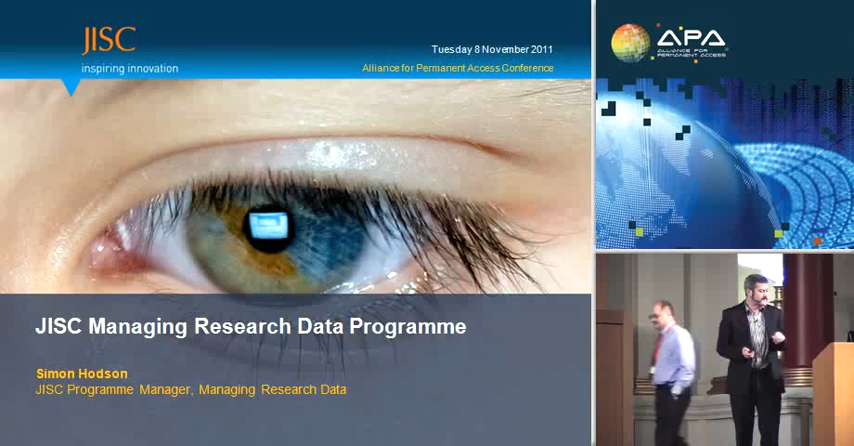 JISC
inspiring innovation
Tuesday 8 November 2011
Alliance for Permanent Access Conference
JISC Managing Research Data Programme
Simon Hodson
JISC Programme Manager, Managing Research Data
APA
ALLIANCE FOR
PERMANENT ACCESS